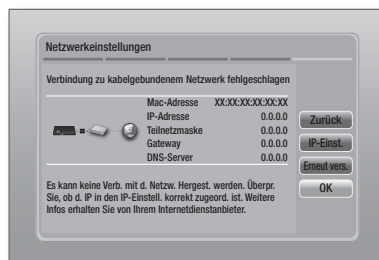 Netzwerkeinstellungen
Verbindung zu kabelgebundenem Netzwerk fehlgeschlagen
Mac-Adresse XX:XX:XX:XX:XX:XX
IP-Adresse 0.0.0.0
Teilnetzmaske 0.0.0.0
Gateway 0.0.0.0
DNS-Server 0.0.0.0
Es kann keine Verb. mit d. Netzw. Hergest. werden. Überpr.
Sie, ob d. IP in den IP-Einstell. korrekt zugeord. ist. Weitere
Infos erhalten Sie von Ihrem Internetdienstanbieter.
Zurück
IP-Einst.
Erneut vers.
OK